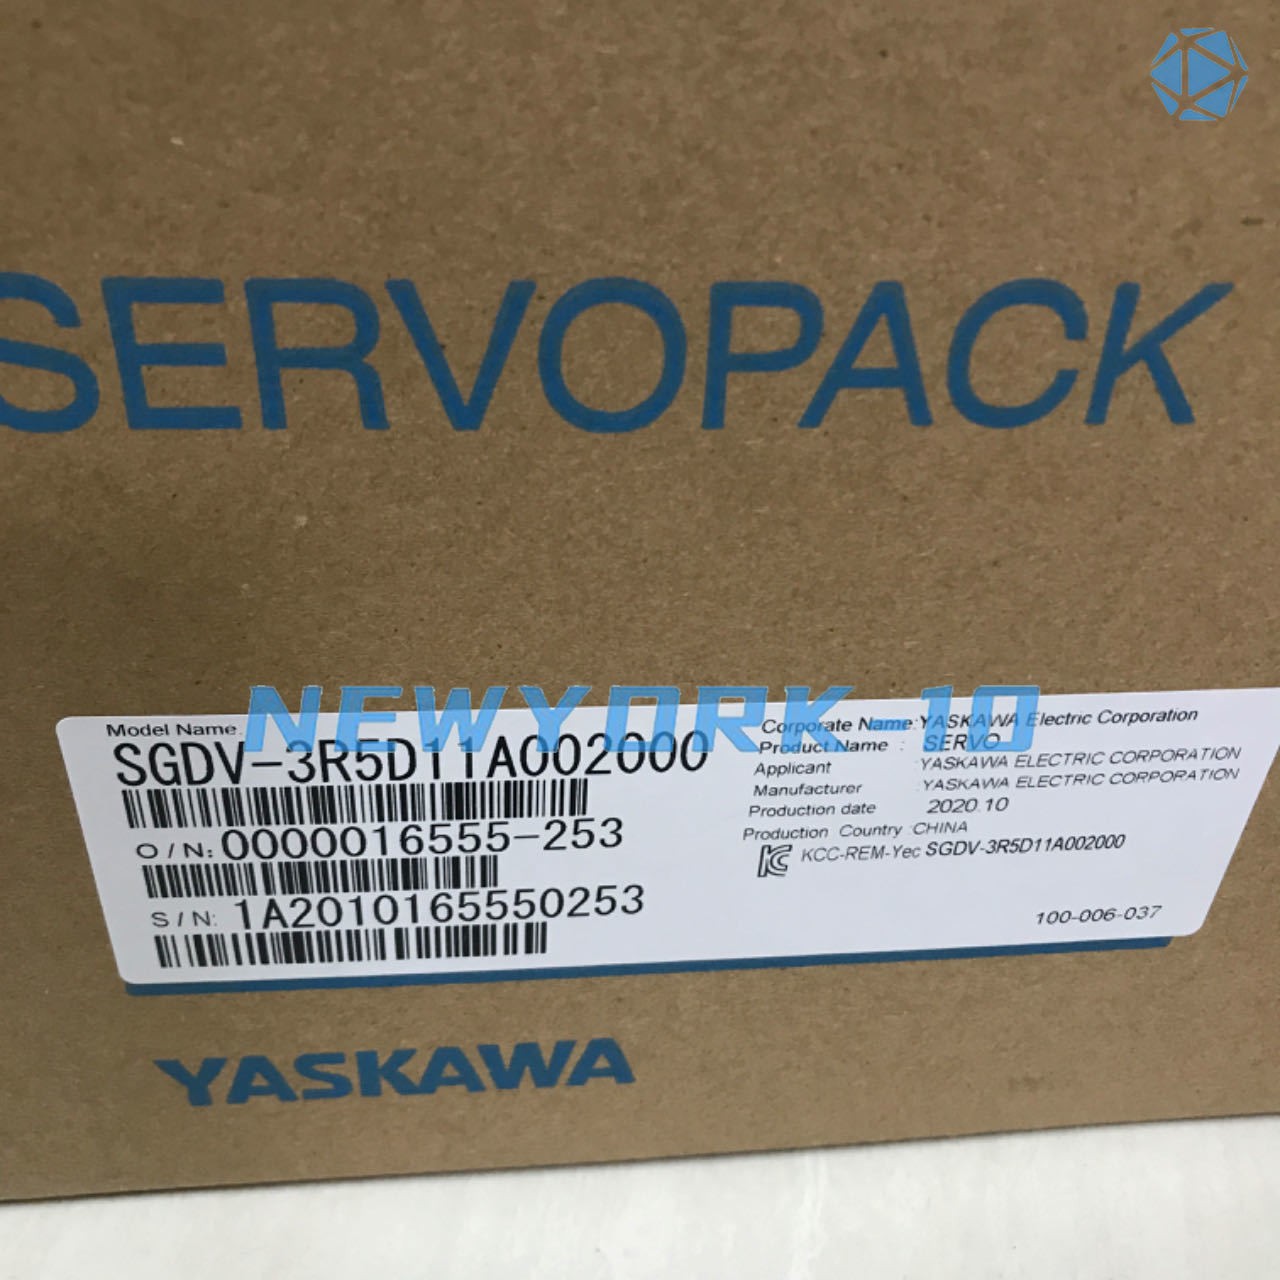 SERVOPACK
NEWYORK 10
Model Name
SGDV-3R5D11A002000
O/N: 0000016555-253
S/N: 1A2010165550253
Corporate Name:YASKAWA Electric Corporation
Product Name : SERVO
Applicant :YASKAWA ELECTRIC CORPORATION
Manufacturer :YASKAWA ELECTRIC CORPORATION
Production date 2020.10
Production Country :CHINA
KCC-REM-Yec SGDV-3R5D11A002000
100-006-037
YASKAWA